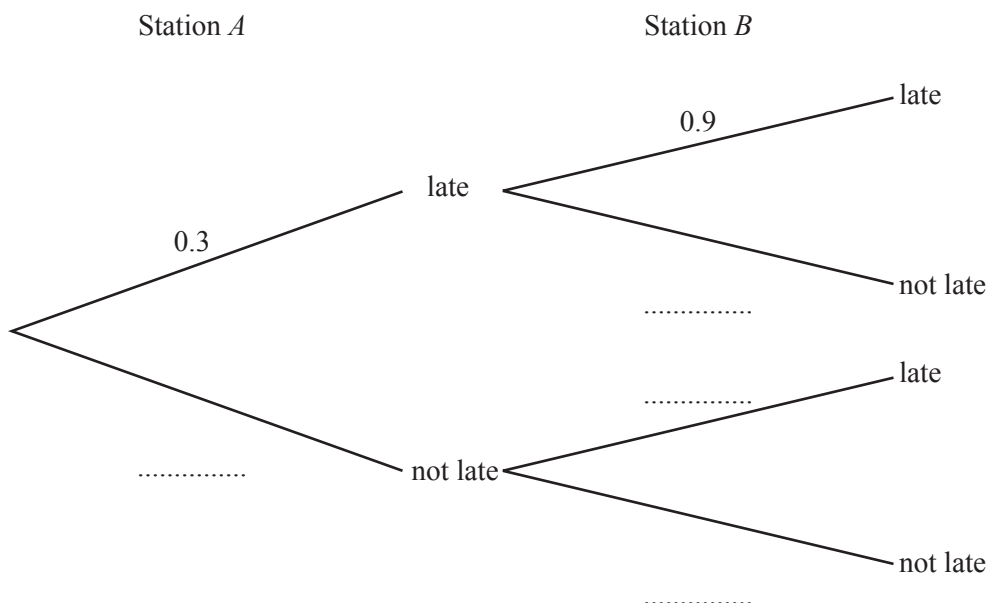 Station A
Station B
late
0.9
late
0.3
not late
...............
late
...............
not late
...............
not late
...............